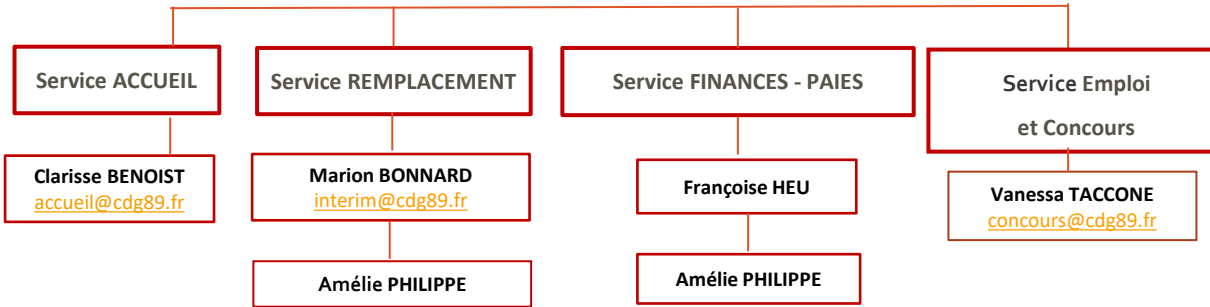 Service ACCUEIL
Clarisse BENOIST
accueil@cdg89.fr
Service REMPLACEMENT
Marion BONNARD
interim@cdg89.fr
Amélie PHILIPPE
Service FINANCES - PAIES
Françoise HEU
Amélie PHILIPPE
Service Emploi
et Concours
Vanessa TACCONE
concours@cdg89.fr